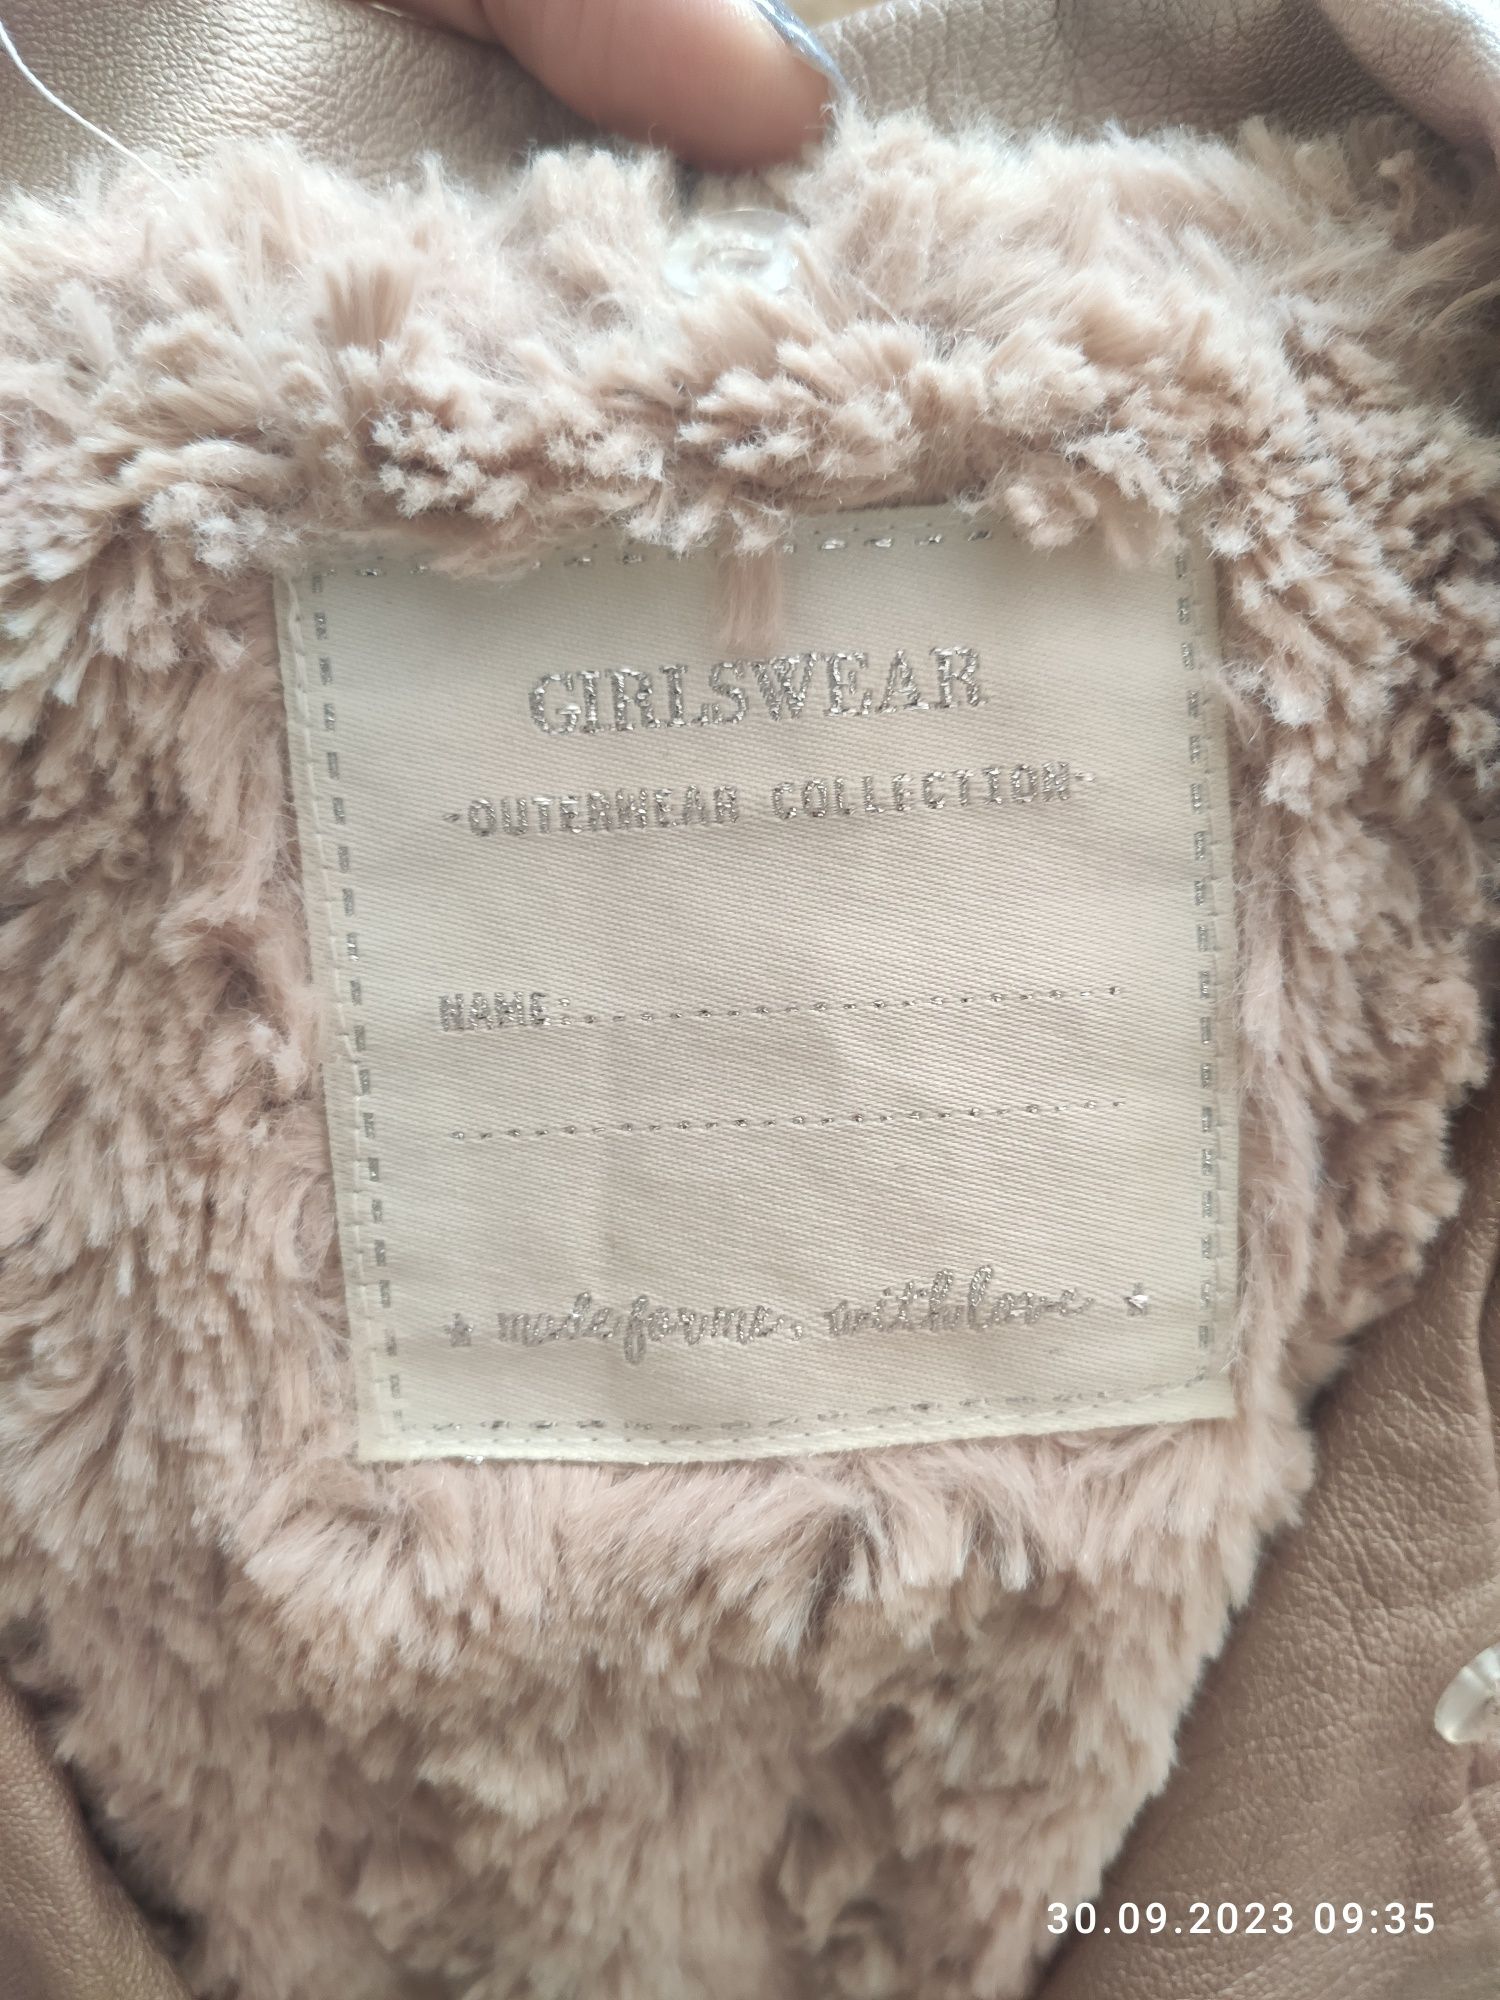 GIRLSWEAR
-OUTERWEAR COLLECTION-
NAME:
★ made for me, with love ★
30.09.2023 09:35